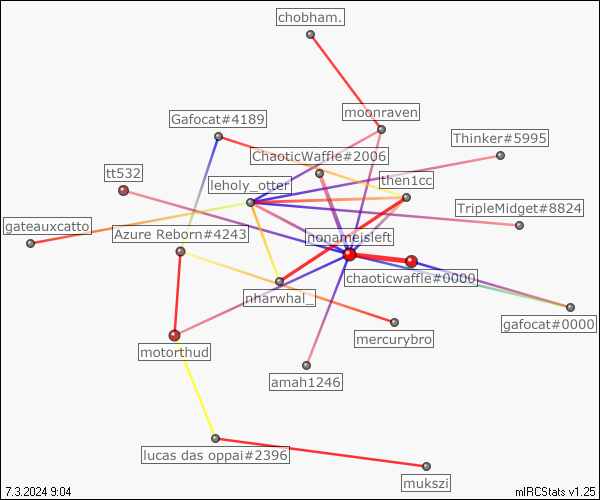 chobham.
moonraven
Gafocat#4189
Thinker#5995
ChaoticWaffle#2006
tt532
leholy_otter
then1cc
TripleMidget#8824
gateauxcatto
Azure Reborn#4243
nonameisleft
chaoticwaffle#0000
nharwhal_
gafocat#0000
mercurybro
motorthud
amah1246
lucas das oppai#2396
mukszi
7.3.2024 9:04
mIRCStats v1.25